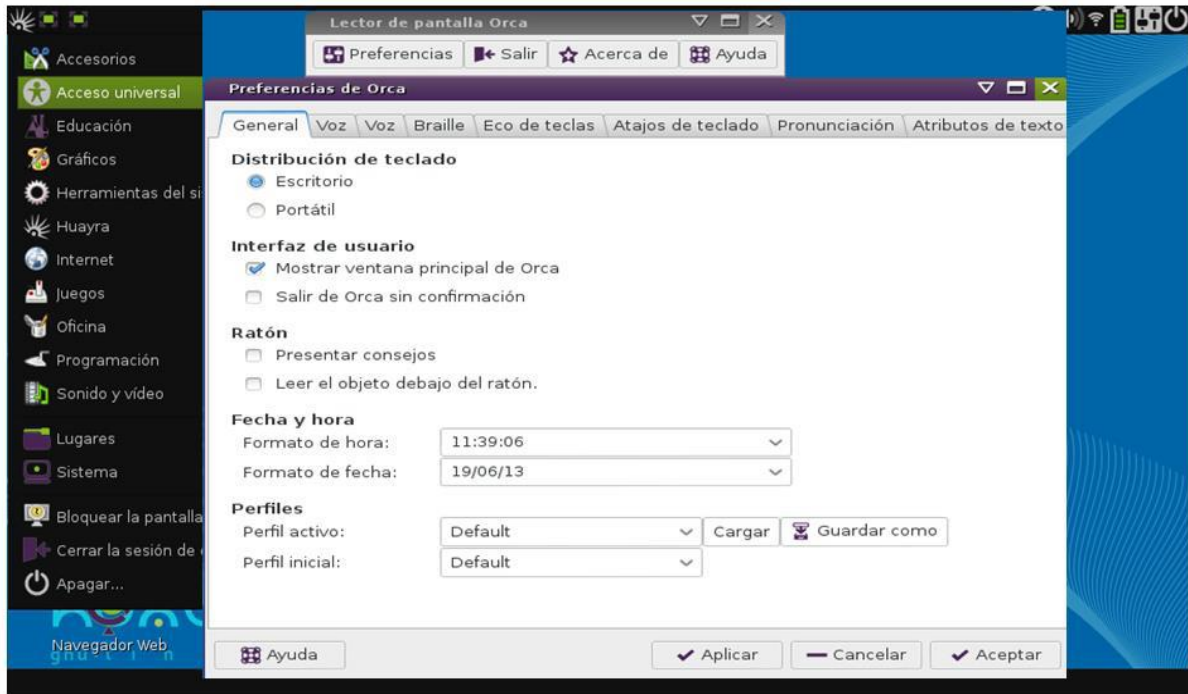 Lector de pantalla Orca
Preferencias Salir Acerca de Ayuda
Accesorios
Acceso universal
Educación
Gráficos
Herramientas del si
Huayra
Internet
Juegos
Oficina
Programación
Sonido y vídeo
Lugares
Sistema
Bloquear la pantalla
Cerrar la sesión de
Apagar...
Navegador Web
Preferencias de Orca
General Voz Voz Braille Eco de teclas Atajos de teclado Pronunciación Atributos de texto
Distribución de teclado
Escritorio
Portátil
Interfaz de usuario
Mostrar ventana principal de Orca
Salir de Orca sin confirmación
Ratón
Presentar consejos
Leer el objeto debajo del ratón.
Fecha y hora
Formato de hora: 11:39:06
Formato de fecha: 19/06/13
Perfiles
Perfil activo: Default Cargar Guardar como
Perfil inicial: Default
Ayuda Aplicar Cancelar Aceptar